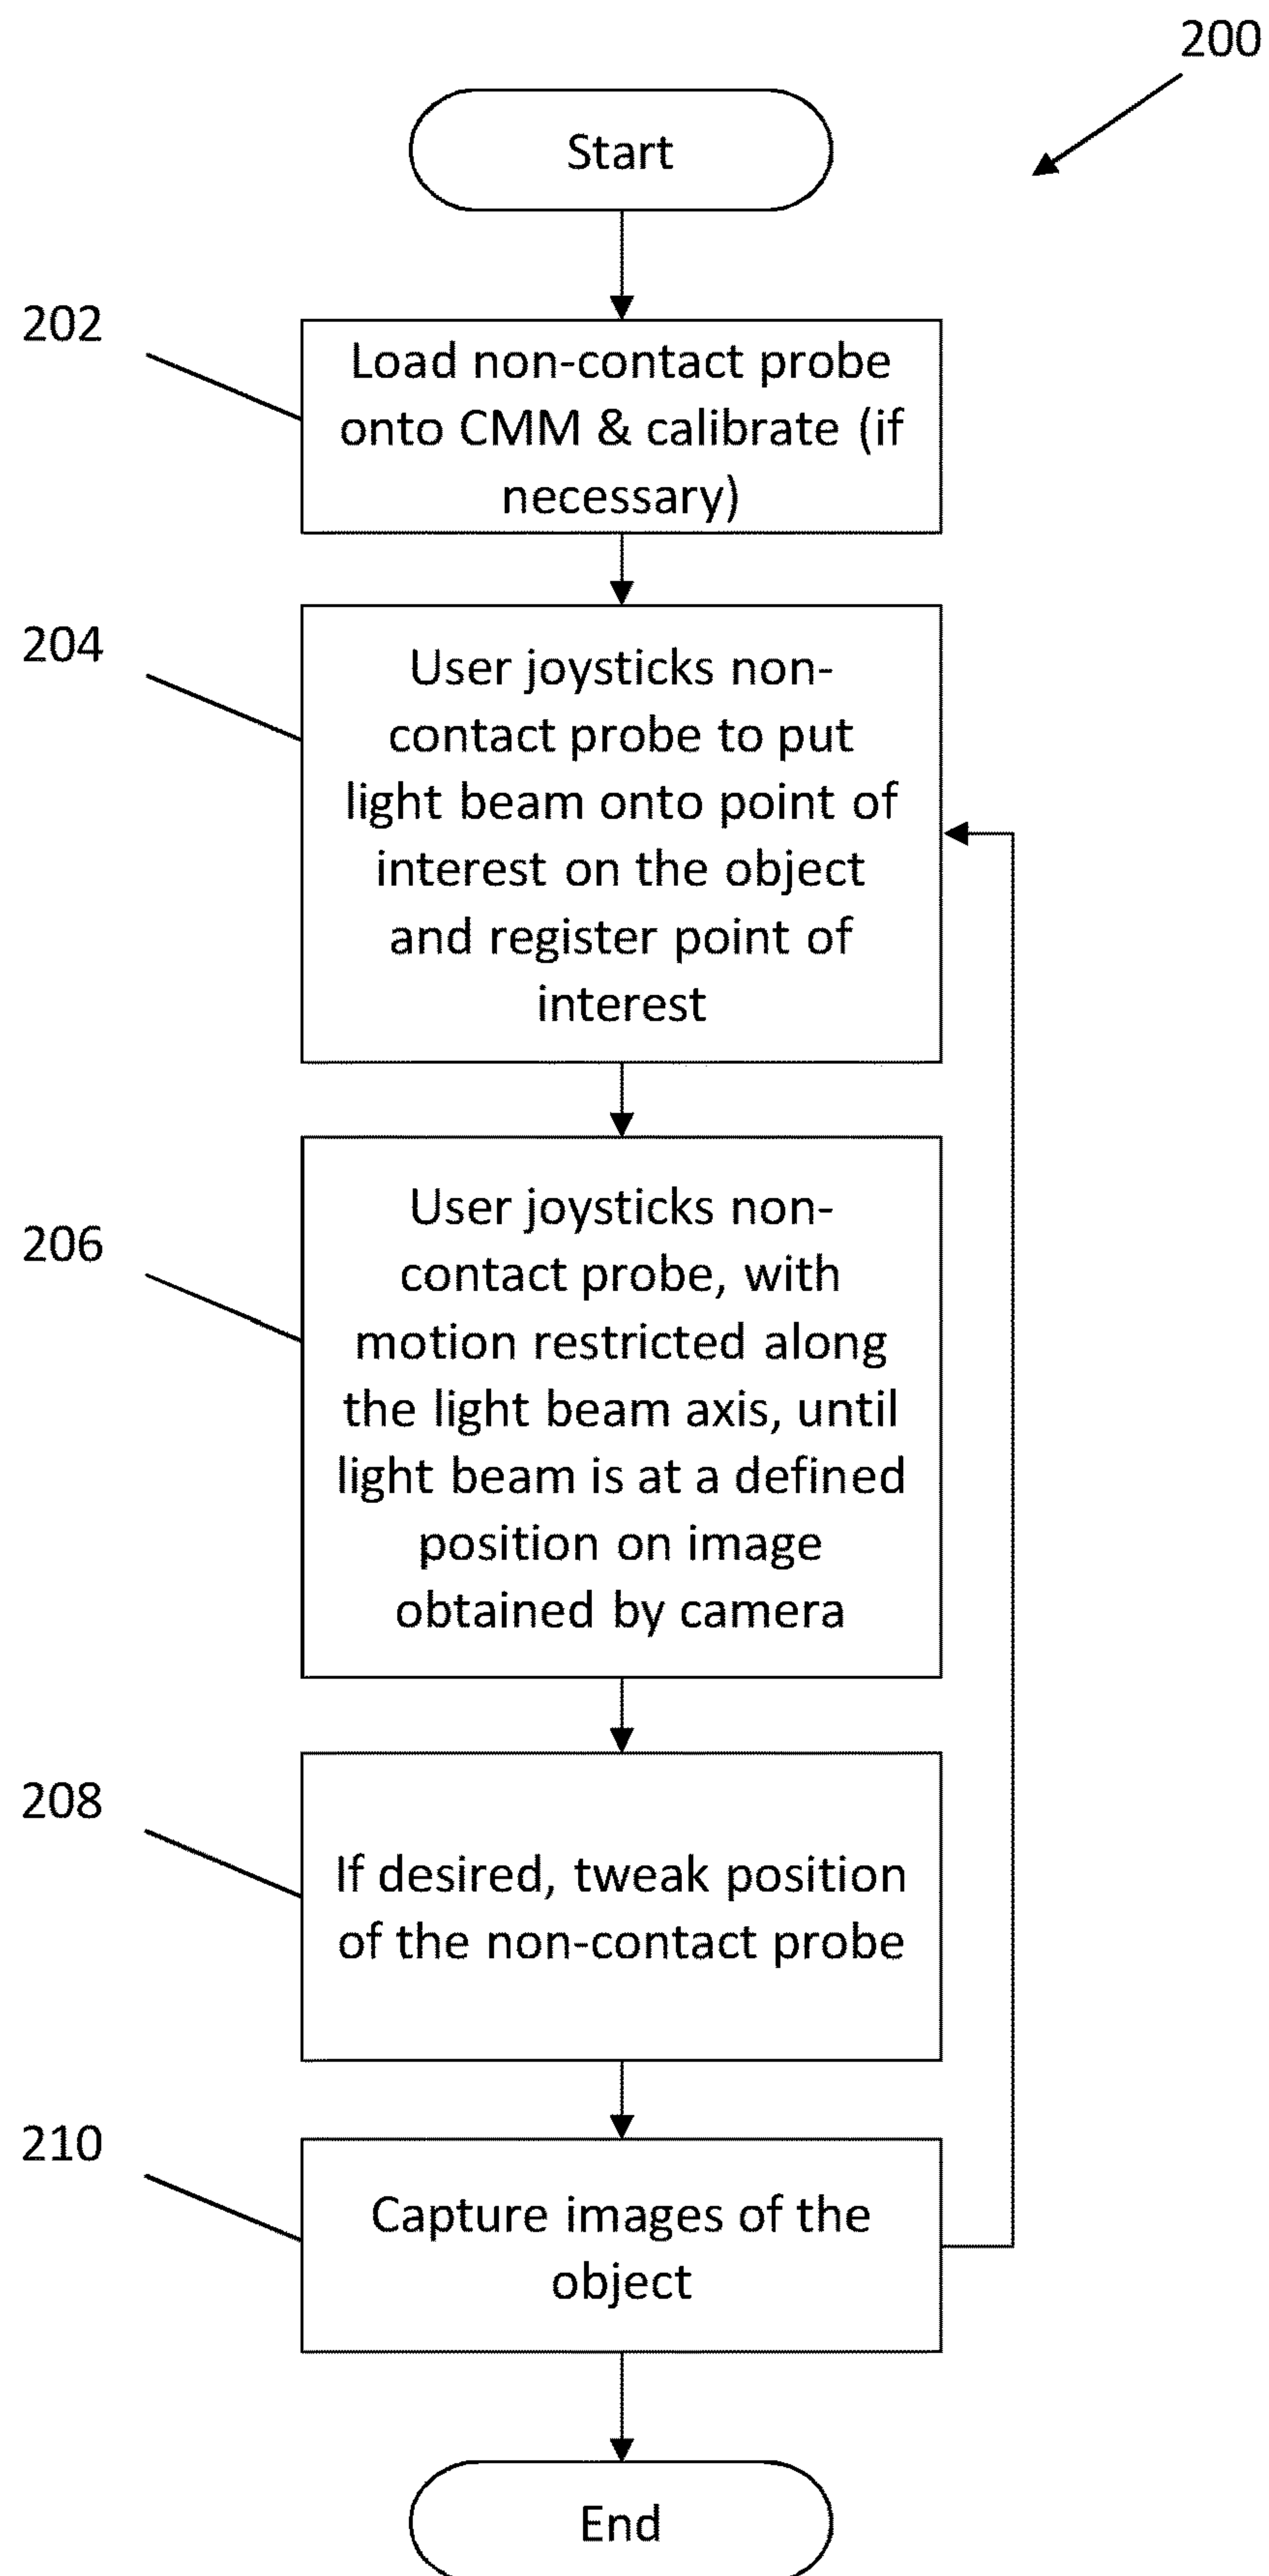 200
Start
202
Load non-contact probe
onto CMM & calibrate (if
necessary)
204
User joysticks non-
contact probe to put
light beam onto point of
interest on the object
and register point of
interest
206
User joysticks non-
contact probe, with
motion restricted along
the light beam axis, until
light beam is at a defined
position on image
obtained by camera
208
If desired, tweak position
of the non-contact probe
210
Capture images of the
object
End